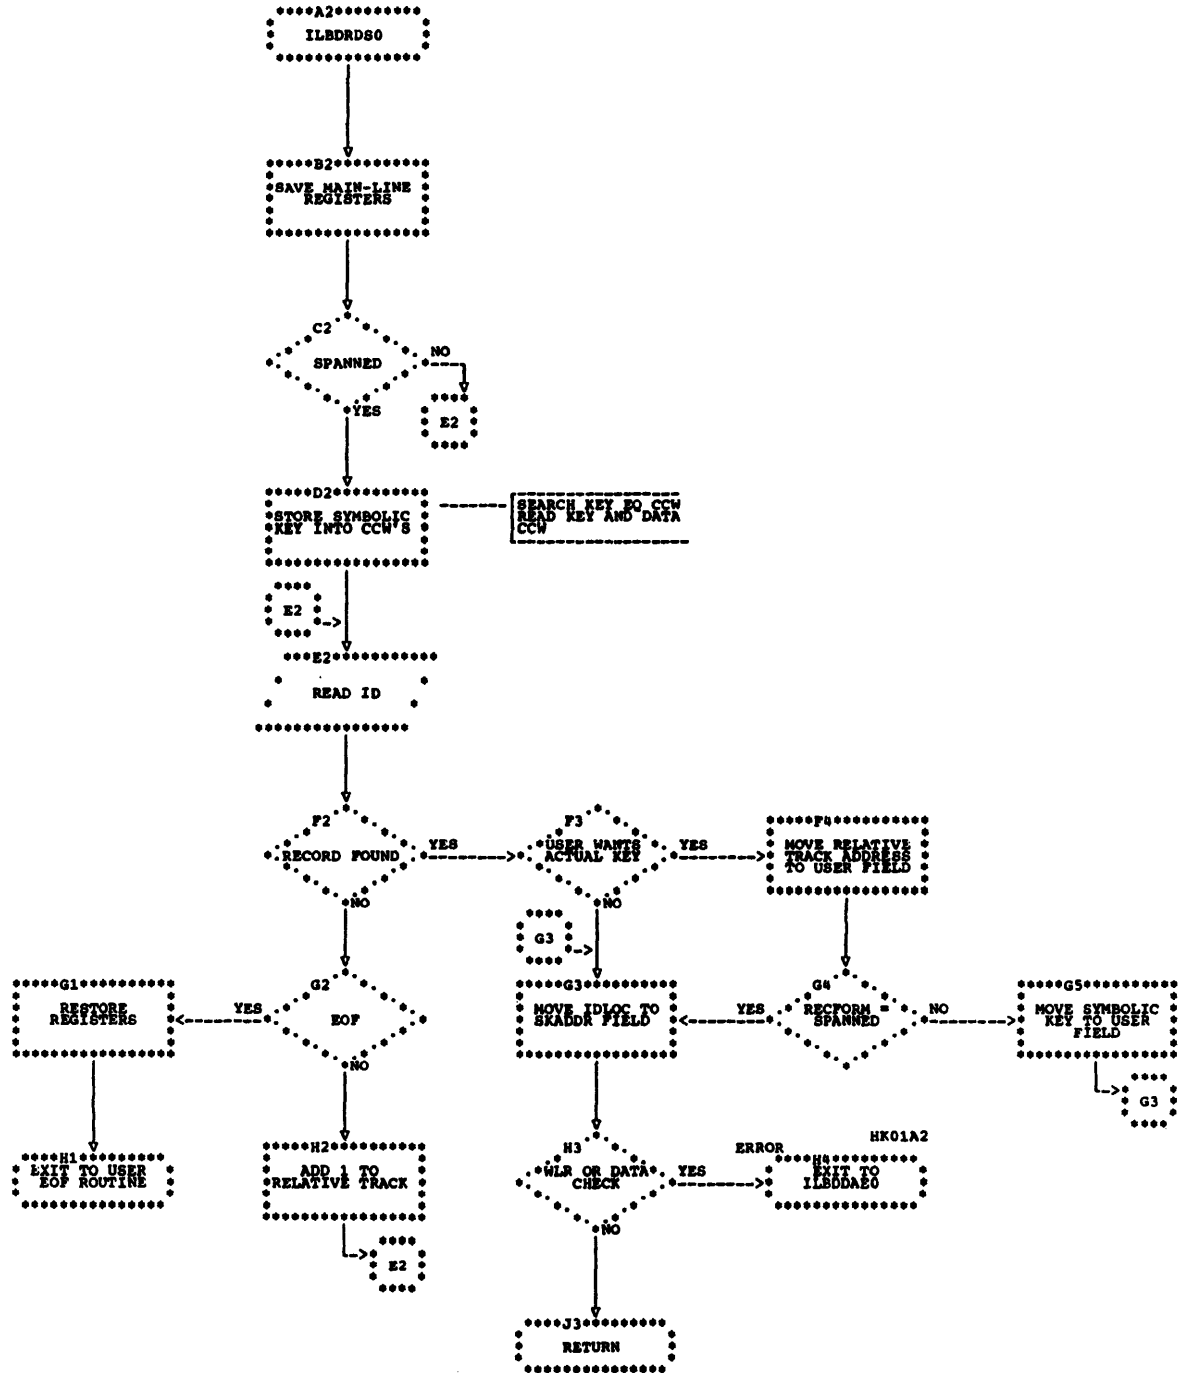 A2
ILBDRDS0
B2
SAVE MAIN-LINE
REGISTERS
C2
SPANNED
NO
E2
YES
D2
STORE SYMBOLIC
KEY INTO CCW'S
SEARCH KEY EQ CCW
READ KEY AND DATA
CCW
E2
E2
READ ID
F2
RECORD FOUND
YES
NO
F3
USER WANTS
ACTUAL KEY
YES
NO
F4
MOVE RELATIVE
TRACK ADDRESS
TO USER FIELD
G3
G1
RESTORE
REGISTERS
YES
G2
EOF
NO
G3
MOVE IDLOC TO
SKADDR FIELD
YES
G4
RECFORM =
SPANNED
NO
G5
MOVE SYMBOLIC
KEY TO USER
FIELD
G3
H1
EXIT TO USER
EOF ROUTINE
H2
ADD 1 TO
RELATIVE TRACK
E2
H3
WLR OR DATA
CHECK
YES
NO
ERROR
HK01A2
H4
EXIT TO
ILBDDAE0
J3
RETURN